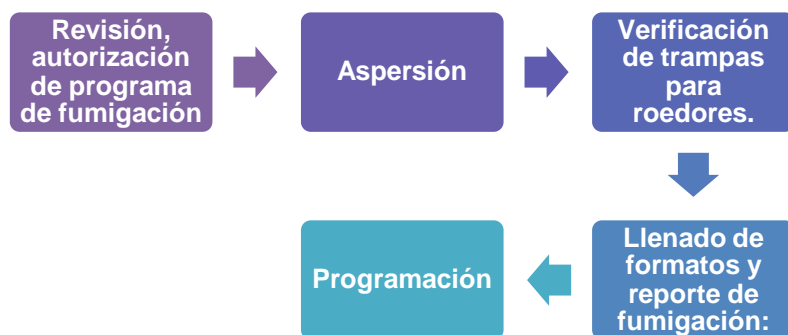 Revisión,
autorización
de programa
de fumigación
Aspersión
Verificación
de trampas
para
roedores.
Llenado de
formatos y
reporte de
fumigación:
Programación